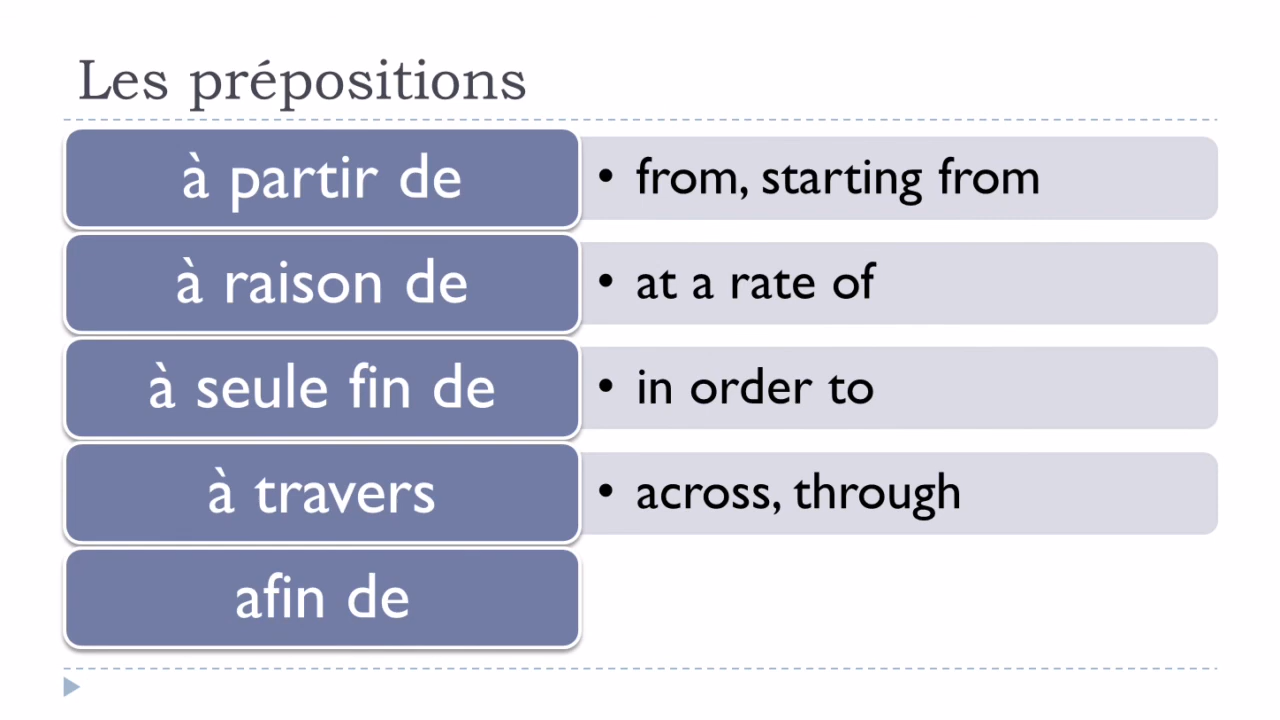 Les prépositions
à partir de
• from, starting from
à raison de
• at a rate of
à seule fin de
• in order to
à travers
• across, through
afin de